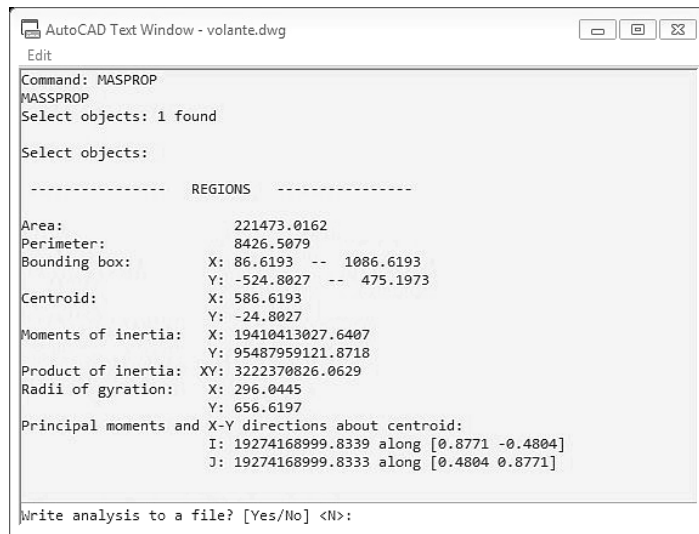 AutoCAD Text Window - volante.dwg
Edit
Command: MASPROP
MASSPROP
Select objects: 1 found
Select objects:
---------------- REGIONS ----------------
Area: 221473.0162
Perimeter: 8426.5079
Bounding box: X: 86.6193 -- 1086.6193
Y: -524.8027 -- 475.1973
Centroid: X: 586.6193
Y: -24.8027
Moments of inertia: X: 19410413027.6407
Y: 95487959121.8718
Product of inertia: XY: 3222370826.0629
Radii of gyration: X: 296.0445
Y: 656.6197
Principal moments and X-Y directions about centroid:
I: 19274168999.8339 along [0.8771 -0.4804]
J: 19274168999.8333 along [0.4804 0.8771]
Write analysis to a file? [Yes/No] <N>: